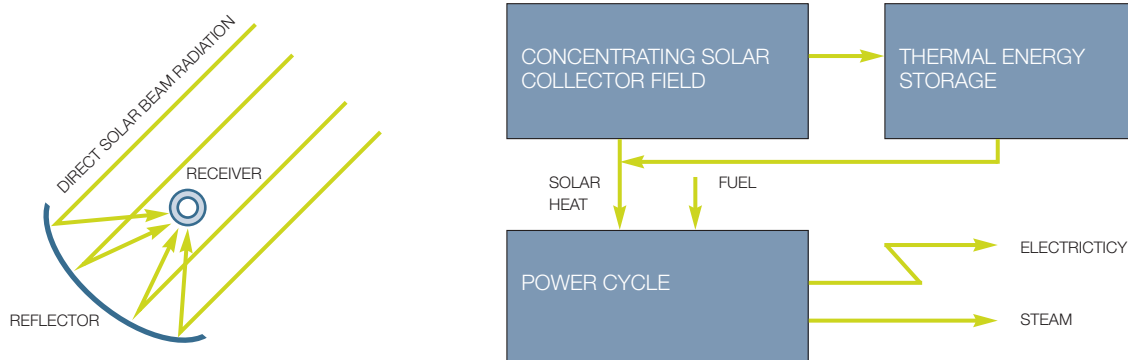 DIRECT SOLAR BEAM RADIATION
RECEIVER
REFLECTOR
CONCENTRATING SOLAR
COLLECTOR FIELD
THERMAL ENERGY
STORAGE
SOLAR
HEAT
FUEL
POWER CYCLE
ELECTRICTICY
STEAM